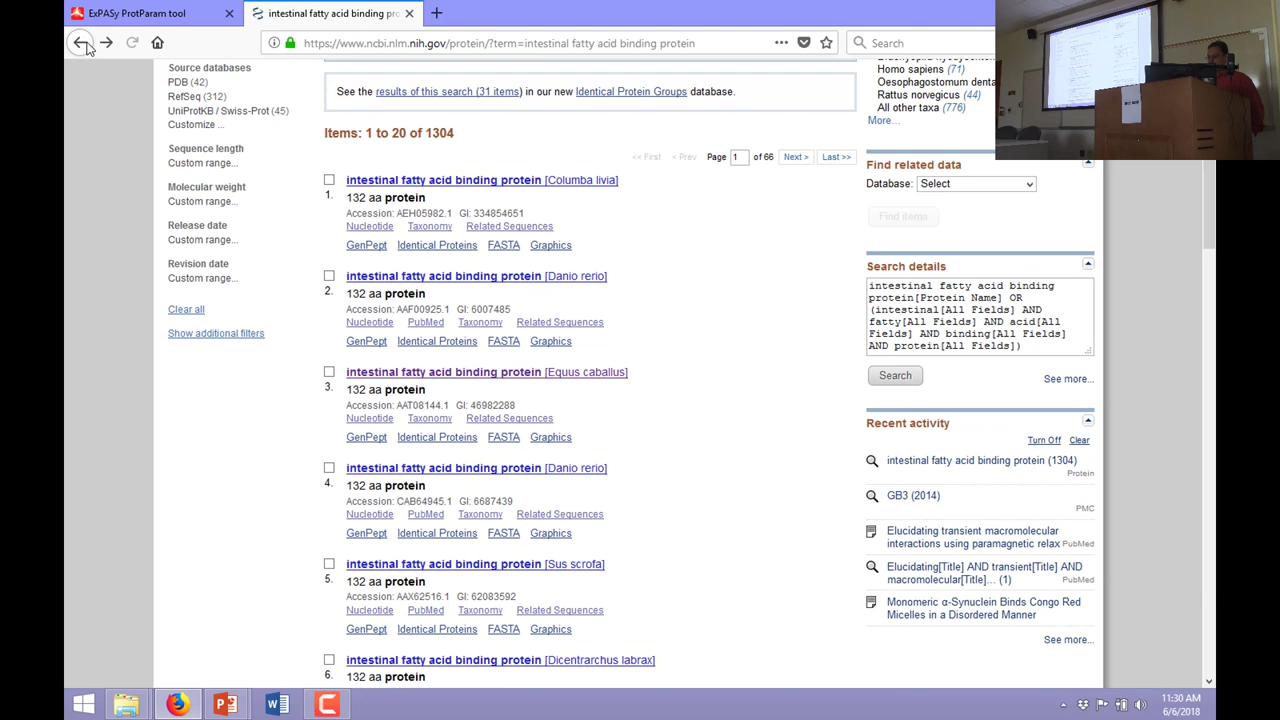 ExPASy ProtParam tool
intestinal fatty acid binding pro
https://www.ncbi.nlm.nih.gov/protein/?term=intestinal fatty acid binding protein
Search
Source databases
PDB (42)
RefSeq (312)
UniProtKB / Swiss-Prot (45)
Customize ...
Sequence length
Custom range...
Molecular weight
Custom range...
Release date
Custom range...
Revision date
Custom range...
Clear all
Show additional filters
See the results of this search (31 items) in our new Identical Protein Groups database.
Items: 1 to 20 of 1304
<< First < Prev Page 1 of 66 Next > Last >>
intestinal fatty acid binding protein [Columba livia]
1. 132 aa protein
Accession: AEH05982.1 GI: 334854651
Nucleotide Taxonomy Related Sequences
GenPept Identical Proteins FASTA Graphics
intestinal fatty acid binding protein [Danio rerio]
2. 132 aa protein
Accession: AAF00925.1 GI: 6007485
Nucleotide PubMed Taxonomy Related Sequences
GenPept Identical Proteins FASTA Graphics
intestinal fatty acid binding protein [Equus caballus]
3. 132 aa protein
Accession: AAT08144.1 GI: 46982288
Nucleotide Taxonomy Related Sequences
GenPept Identical Proteins FASTA Graphics
intestinal fatty acid binding protein [Danio rerio]
4. 132 aa protein
Accession: CAB64945.1 GI: 6687439
Nucleotide PubMed Taxonomy Related Sequences
GenPept Identical Proteins FASTA Graphics
intestinal fatty acid binding protein [Sus scrofa]
5. 132 aa protein
Accession: AAX62516.1 GI: 62083592
Nucleotide PubMed Taxonomy Related Sequences
GenPept Identical Proteins FASTA Graphics
intestinal fatty acid binding protein [Dicentrarchus labrax]
6. 132 aa protein
Homo sapiens (71)
Oesophagostomum denta
Rattus norvegicus (44)
All other taxa (776)
More...
Find related data
Database: Select
Find items
Search details
intestinal fatty acid binding
protein[Protein Name] OR
(intestinal[All Fields] AND
fatty[All Fields] AND acid[All
Fields] AND binding[All Fields]
AND protein[All Fields])
Search
See more...
Recent activity
Turn Off Clear
intestinal fatty acid binding protein (1304)
Protein
GB3 (2014)
PMC
Elucidating transient macromolecular
interactions using paramagnetic relax PubMed
Elucidating[Title] AND transient[Title] AND
macromolecular[Title]... (1) PubMed
Monomeric α-Synuclein Binds Congo Red
Micelles in a Disordered Manner
See more...
11:30 AM
6/6/2018